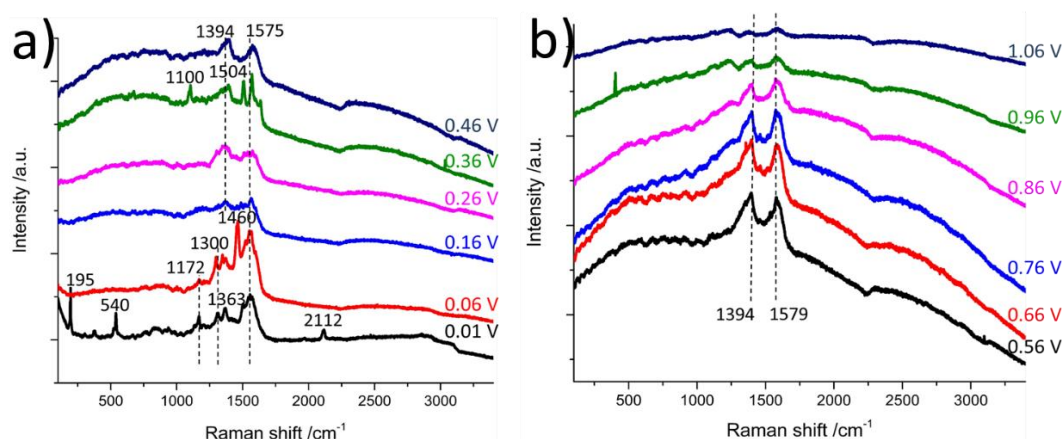 a)
1394 1575
1100 1504
0.46 V
0.36 V
0.26 V
0.16 V
1460
1300
1172
0.06 V
195
540
1363
2112
0.01 V
Intensity /a.u.
500 1000 1500 2000 2500 3000
Raman shift /cm-1
b)
1.06 V
0.96 V
0.86 V
0.76 V
0.66 V
0.56 V
1394 1579
Intensity /a.u.
500 1000 1500 2000 2500 3000
Raman shift /cm-1